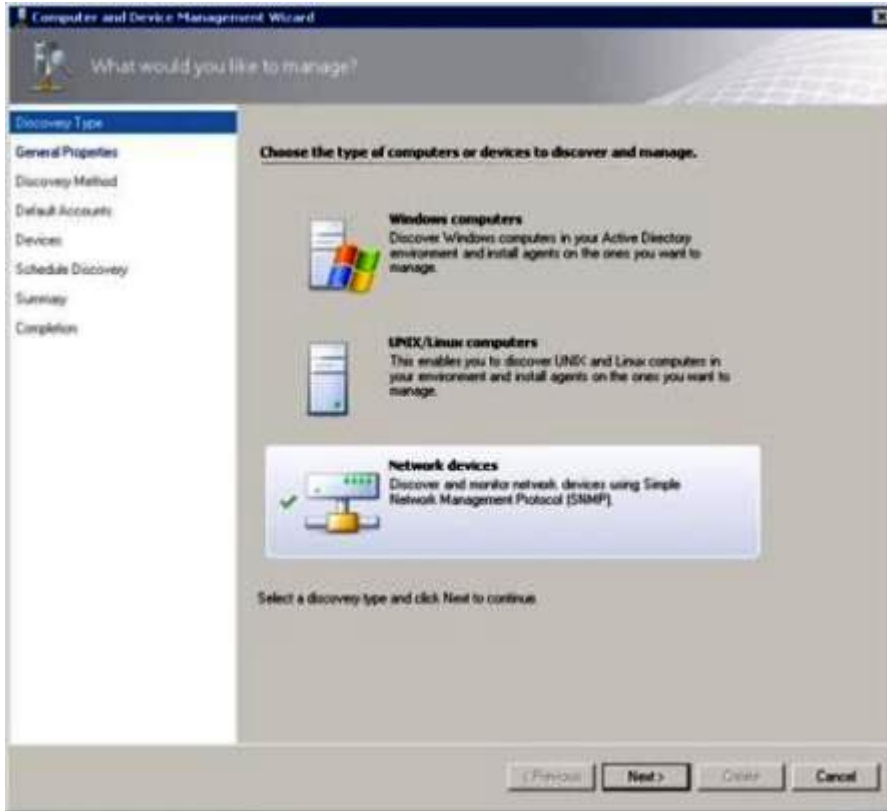 Computer and Device Management Wizard
What would you like to manage?
Discovery Type
General Properties
Discovery Method
Default Accounts
Devices
Schedule Discovery
Summary
Completion
Choose the type of computers or devices to discover and manage.
Windows computers
Discover Windows computers in your Active Directory
environment and install agents on the ones you want to
manage.
UNIX/Linux computers
This enables you to discover UNIX and Linux computers in
your environment and install agents on the ones you want to
manage.
Network devices
Discover and monitor network devices using Simple
Network Management Protocol (SNMP).
Select a discovery type and click Next to continue
< Previous
Next >
Create
Cancel